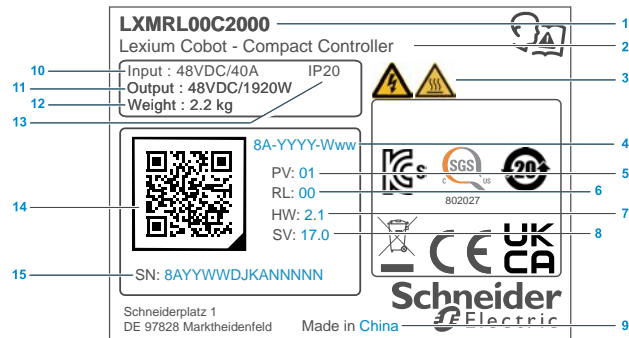 LXMRL00C2000
1
Lexium Cobot - Compact Controller
2
10
Input : 48VDC/40A
IP20
11
Output : 48VDC/1920W
3
12
Weight : 2.2 kg
13
8A-YYYY-Www
4
PV: 01
KC s
c SGS us
20
5
RL: 00
802027
6
14
HW: 2.1
7
SV: 17.0
CE
UK
CA
8
15
SN: 8AYYWWDJKANNNNN
Schneider
Electric
Schneiderplatz 1
DE 97828 Marktheidenfeld
Made in China
9